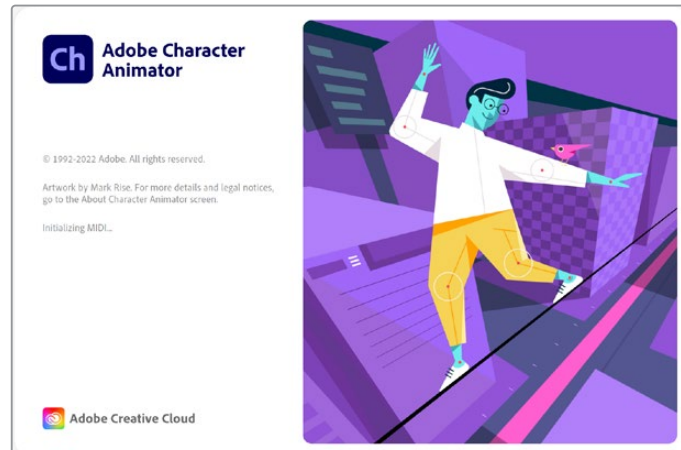 Ch
Adobe Character
Animator
© 1992-2022 Adobe. All rights reserved.
Artwork by Mark Rise. For more details and legal notices,
go to the About Character Animator screen.
Initializing MIDI...
Adobe Creative Cloud